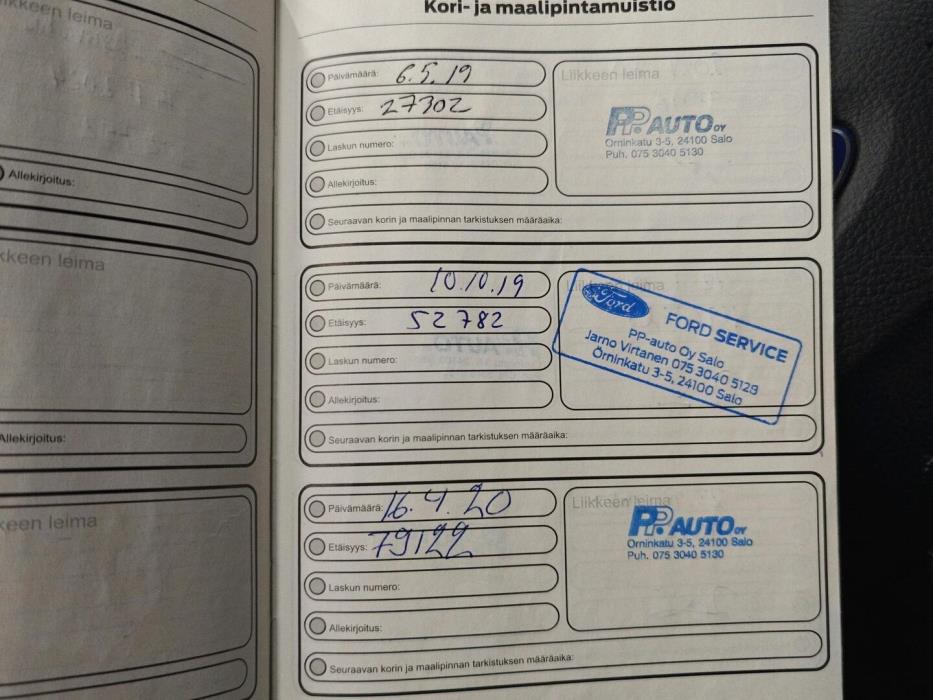 ikkeen leima
Allekirjoitus:
kkeen leima
Allekirjoitus:
keen leima
Kori- ja maalipintamuistio
Päivämäärä: 6.5.19
Etäisyys: 27302
Laskun numero:
Allekirjoitus:
Seuraavan korin ja maalipinnan tarkistuksen määräaika:
Liikkeen leima
PP.AUTO OY
Örninkatu 3-5, 24100 Salo
Puh. 075 3040 5130
Päivämäärä: 10.10.19
Etäisyys: 52782
Laskun numero:
Allekirjoitus:
Seuraavan korin ja maalipinnan tarkistuksen määräaika:
Liikkeen leima
Ford
FORD SERVICE
PP-auto Oy Salo
Jarno Virtanen 075 3040 5129
Örninkatu 3-5, 24100 Salo
Päivämäärä: 16.4.20
Etäisyys: 79122
Laskun numero:
Allekirjoitus:
Seuraavan korin ja maalipinnan tarkistuksen määräaika:
Liikkeen leima
PP.AUTO OY
Örninkatu 3-5, 24100 Salo
Puh. 075 3040 5130